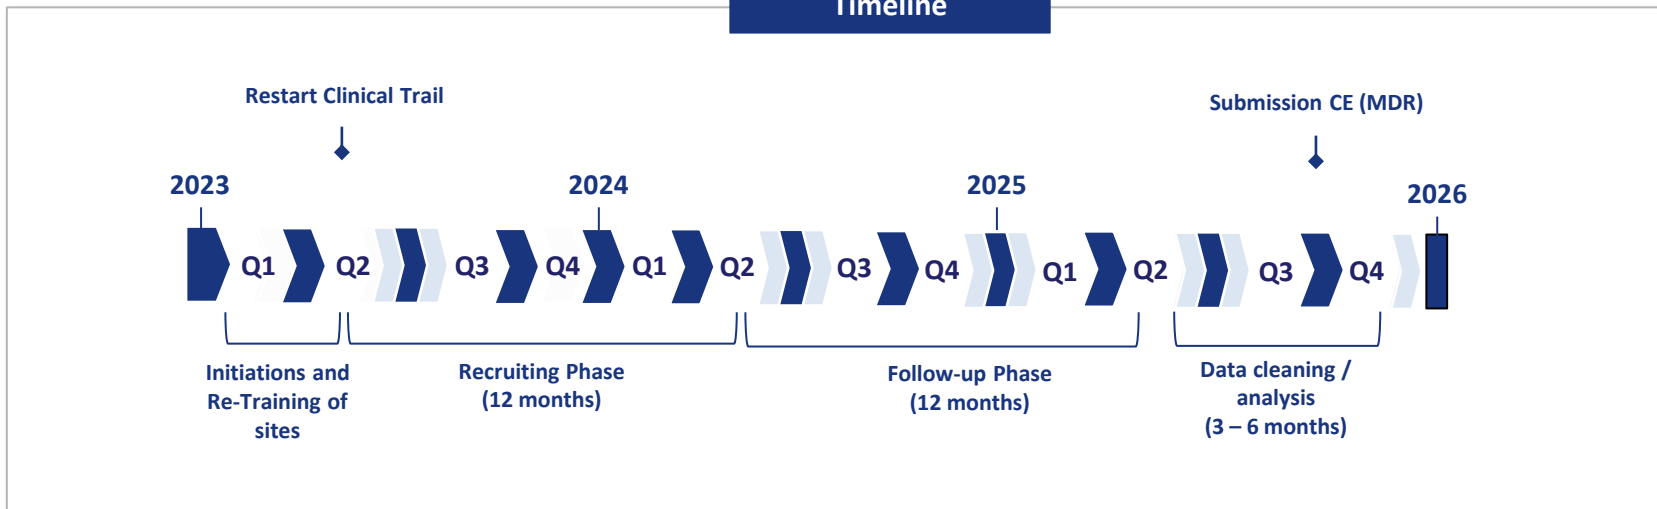 Timeline
Restart Clinical Trail
Submission CE (MDR)
2023
2024
2025
2026
Q1
Q2
Q3
Q4
Q1
Q2
Q3
Q4
Q1
Q2
Q3
Q4
Initiations and
Re-Training of
sites
Recruiting Phase
(12 months)
Follow-up Phase
(12 months)
Data cleaning /
analysis
(3 – 6 months)